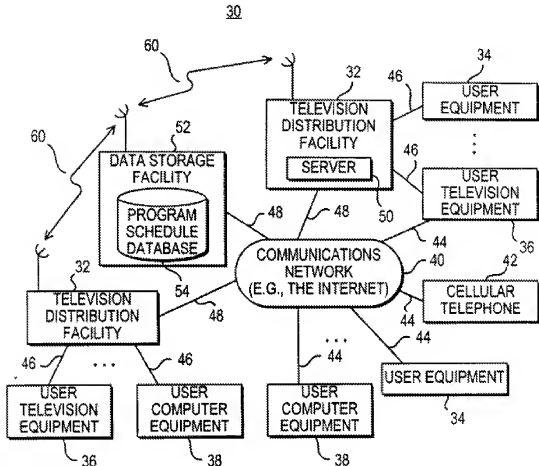 30
60
60
32
34
46
USER
EQUIPMENT
TELEVISION
DISTRIBUTION
FACILITY
SERVER
50
52
DATA STORAGE
FACILITY
PROGRAM
SCHEDULE
DATABASE
54
46
USER
TELEVISION
EQUIPMENT
36
48
48
44
COMMUNICATIONS
NETWORK
(E.G., THE INTERNET)
40
42
CELLULAR
TELEPHONE
44
32
TELEVISION
DISTRIBUTION
FACILITY
48
46
46
...
44
...
44
USER EQUIPMENT
34
USER
TELEVISION
EQUIPMENT
36
USER
COMPUTER
EQUIPMENT
38
USER
COMPUTER
EQUIPMENT
38